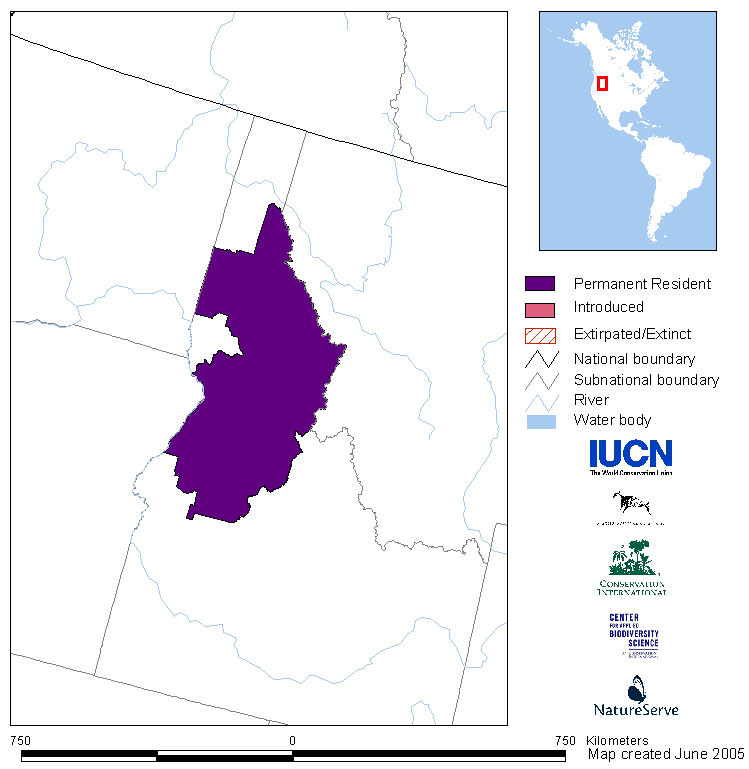 Permanent Resident
Introduced
Extirpated/Extinct
National boundary
Subnational boundary
River
Water body
IUCN
The World Conservation Union
CONSERVATION
INTERNATIONAL
CENTER
FOR APPLIED
BIODIVERSITY
SCIENCE
NatureServe
750 0 750 Kilometers
Map created June 2005